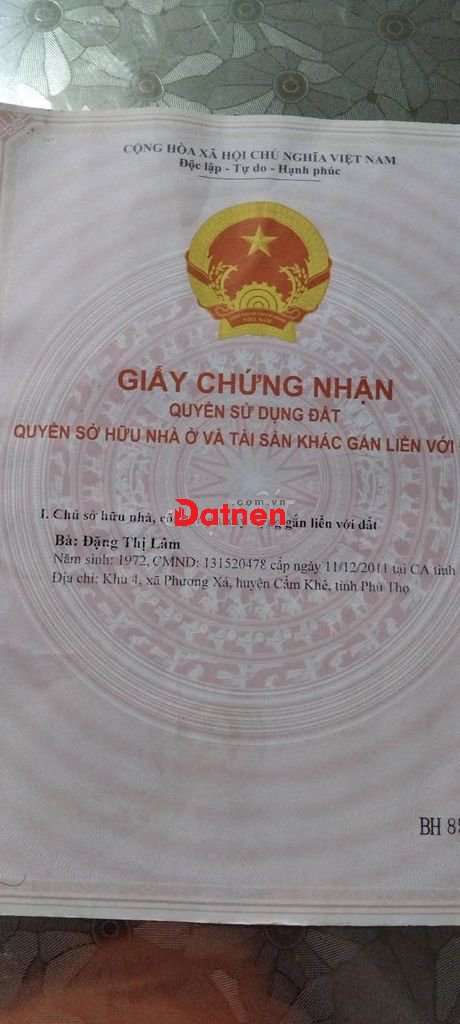 CỘNG HÒA XÃ HỘI CHỦ NGHĨA VIỆT NAM
Độc lập - Tự do - Hạnh phúc
VIỆT NAM
GIẤY CHỨNG NHẬN
QUYỀN SỬ DỤNG ĐẤT
QUYỀN SỞ HỮU NHÀ Ở VÀ TÀI SẢN KHÁC GẮN LIỀN VỚI
.com.vn
Datnen
I. Chủ sở hữu nhà, gắn liền với đất
Bà: Đặng Thị Lâm
Năm sinh: 1972, CMND: 131520478 cấp ngày 11/12/2011 tại CA tỉnh
Địa chỉ: Khu 4, xã Phương Xá, huyện Cẩm Khê, tỉnh Phú Thọ
BH 8